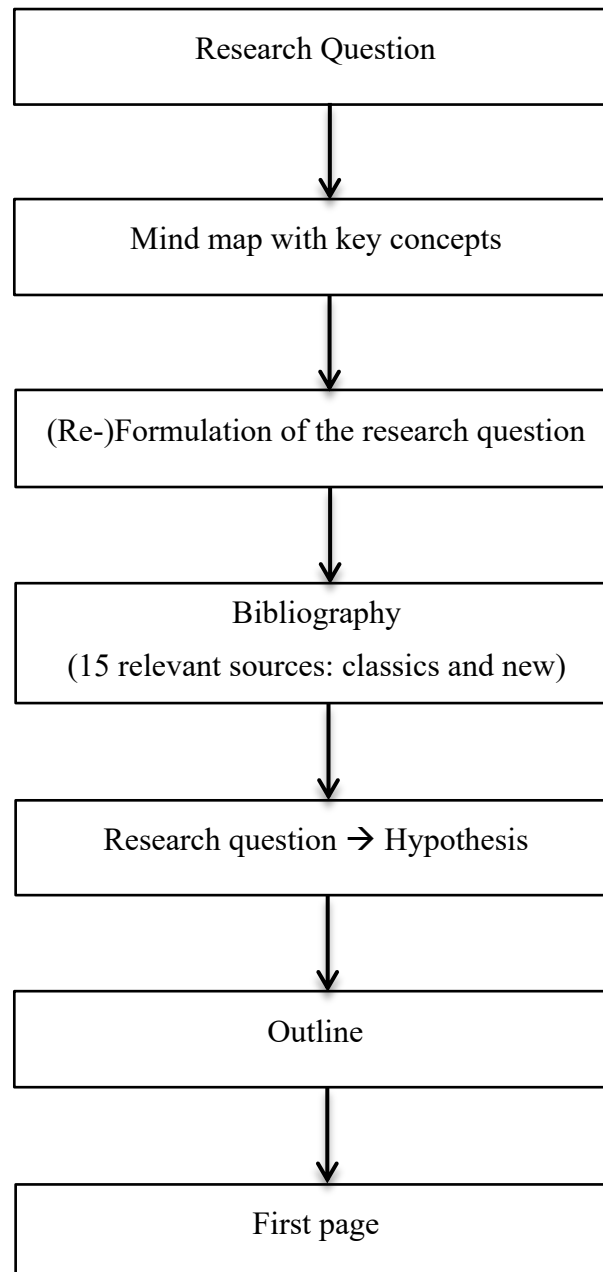 Research Question
Mind map with key concepts
(Re-)Formulation of the research question
Bibliography
(15 relevant sources: classics and new)
Research question → Hypothesis
Outline
First page